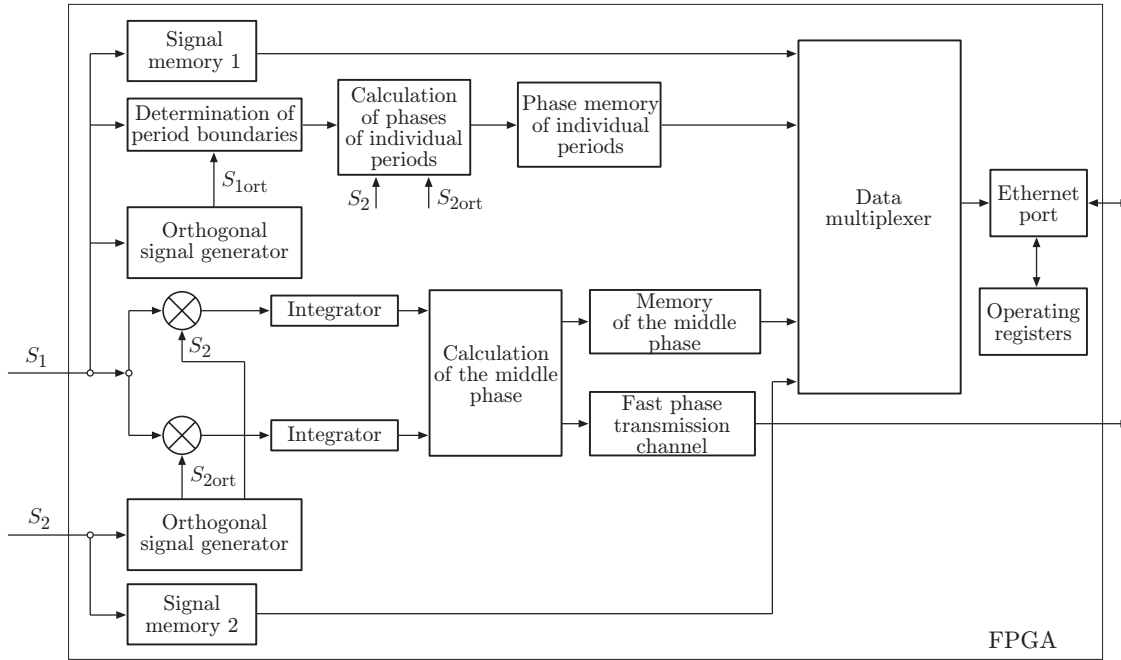 Signal
memory 1
Determination of
period boundaries
Calculation
of phases
of individual
periods
Phase memory
of individual
periods
S1ort
S2
S2ort
Orthogonal
signal generator
Data
multiplexer
Ethernet
port
Operating
registers
Integrator
Memory
of the middle
phase
S2
S1
Calculation
of the middle
phase
Fast phase
transmission
channel
Integrator
S2ort
S2
Orthogonal
signal generator
Signal
memory 2
FPGA